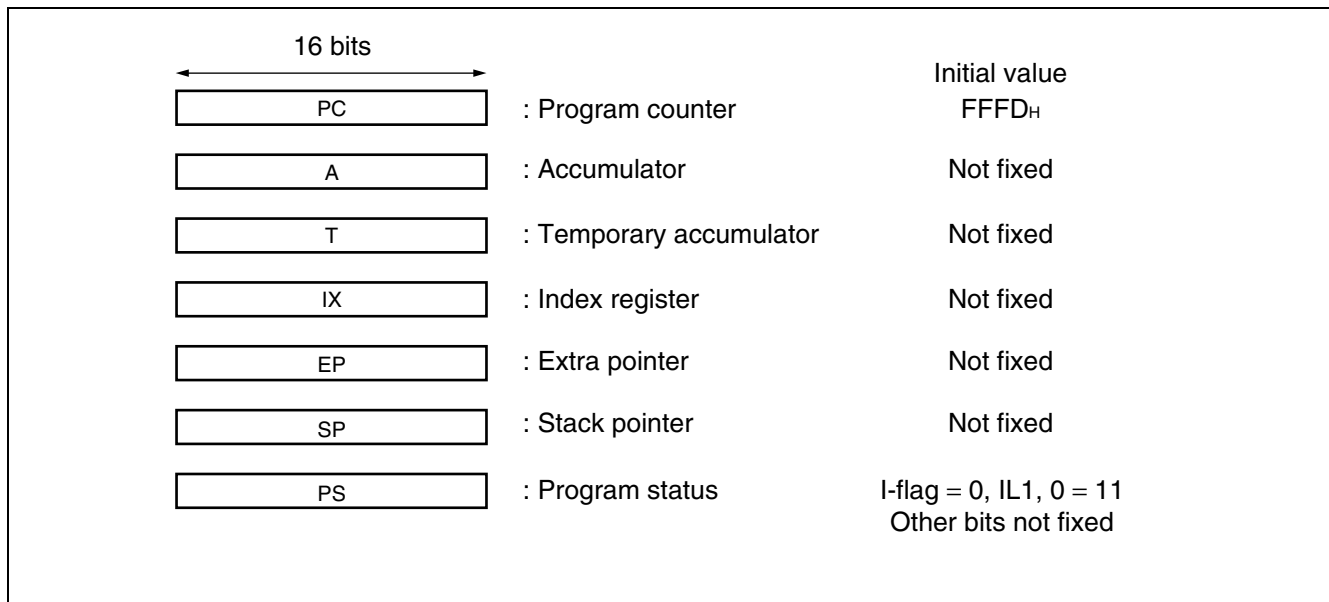 16 bits
Initial value
PC : Program counter FFFDH
A : Accumulator Not fixed
T : Temporary accumulator Not fixed
IX : Index register Not fixed
EP : Extra pointer Not fixed
SP : Stack pointer Not fixed
PS : Program status I-flag = 0, IL1, 0 = 11
Other bits not fixed